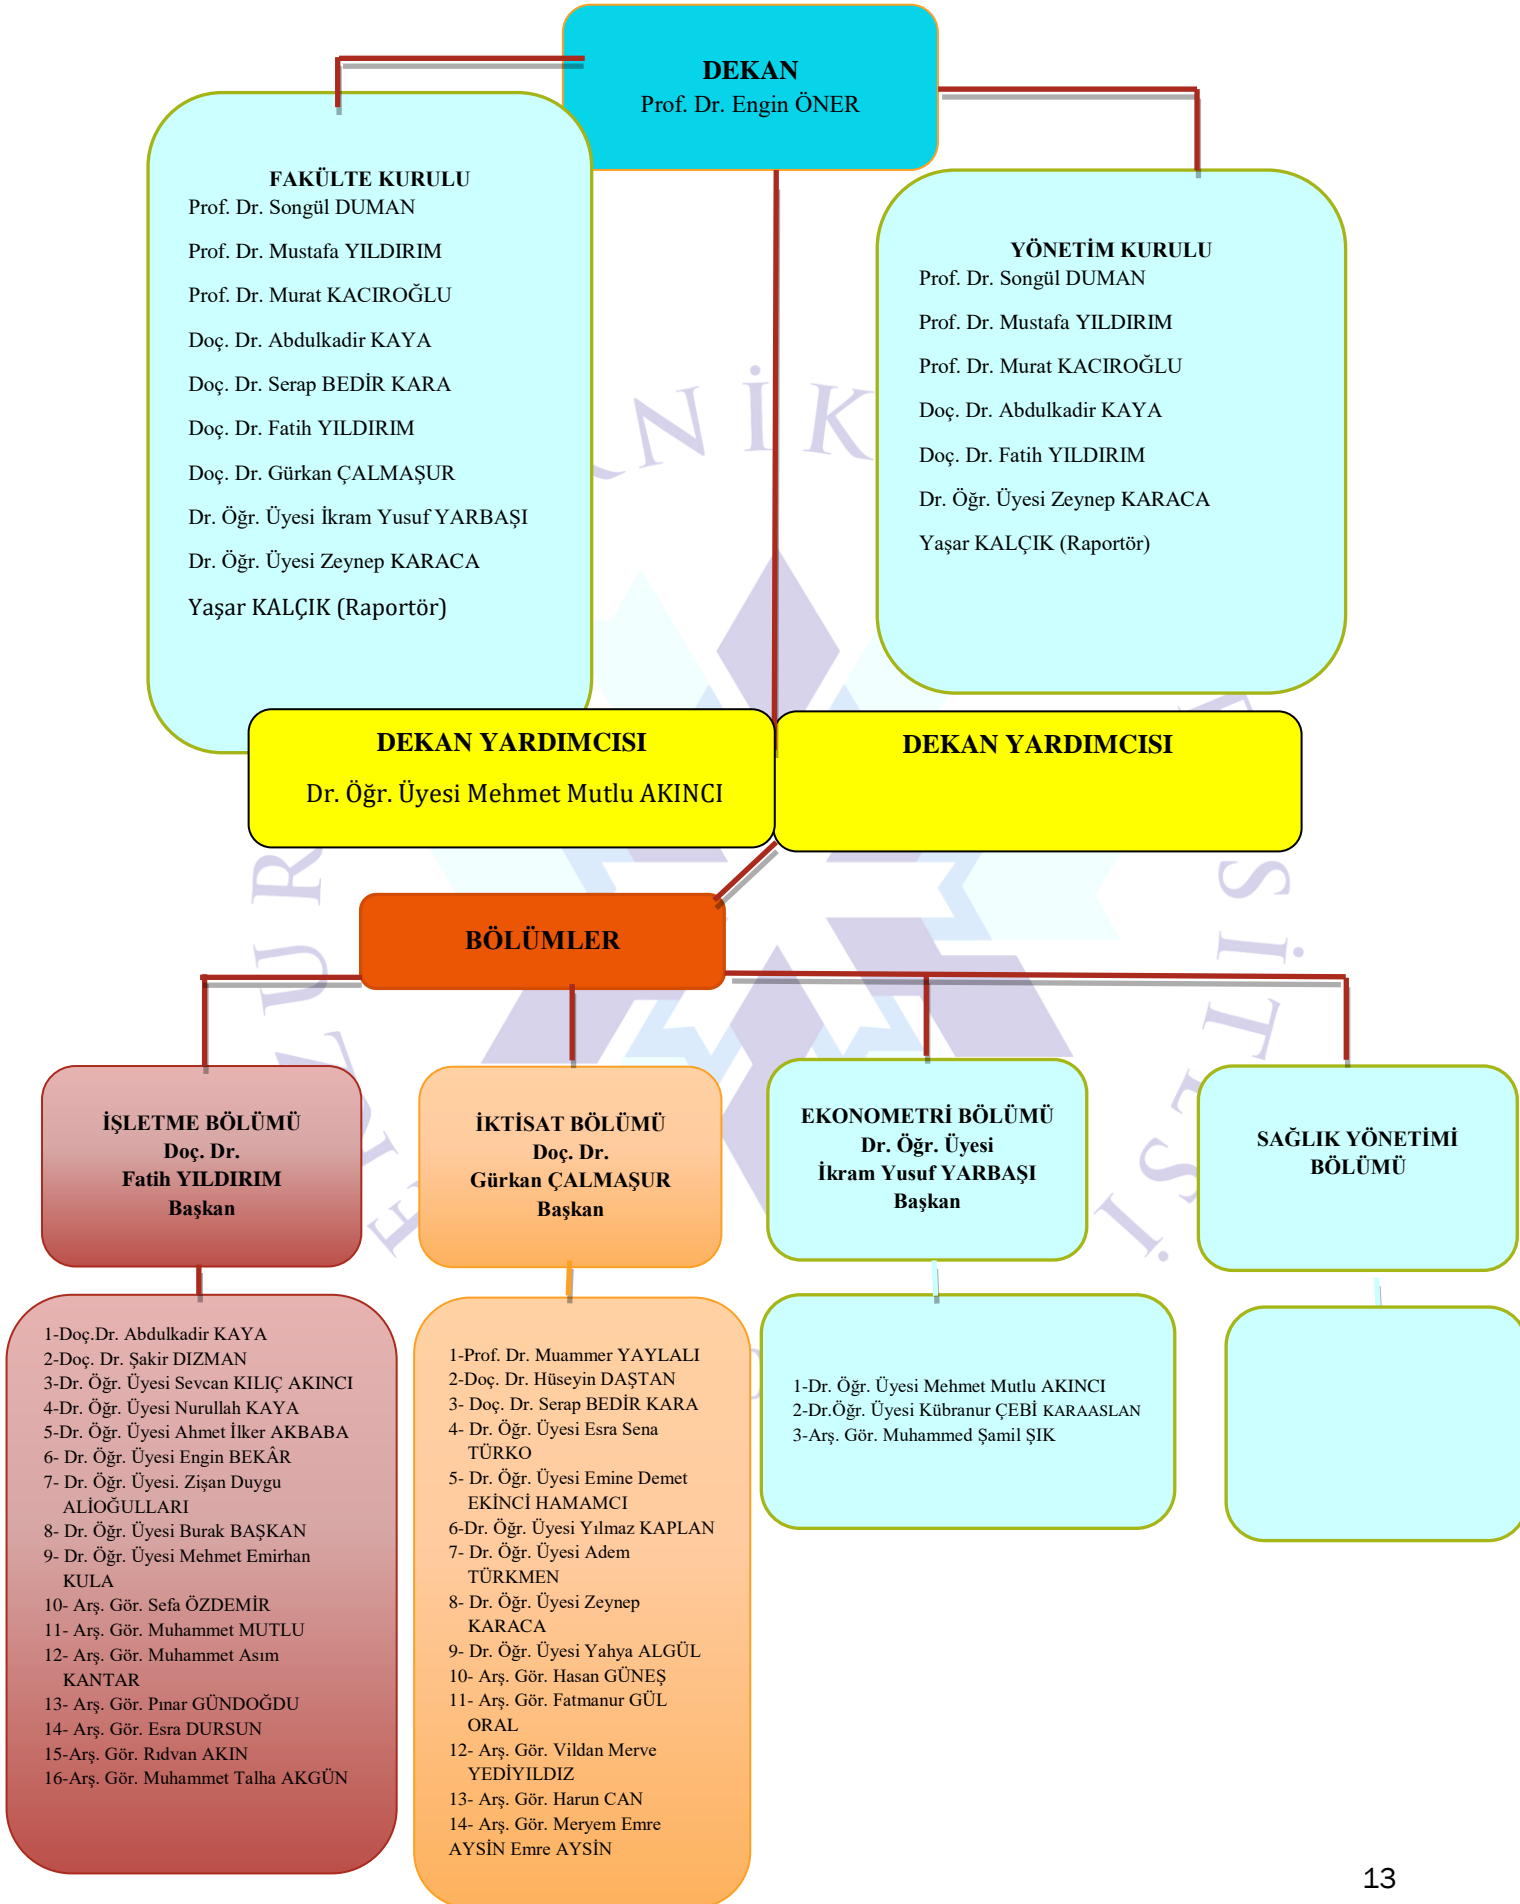 DEKAN
Prof. Dr. Engin ÖNER
FAKÜLTE KURULU
Prof. Dr. Songül DUMAN
Prof. Dr. Mustafa YILDIRIM
Prof. Dr. Murat KACIROĞLU
Doç. Dr. Abdulkadir KAYA
Doç. Dr. Serap BEDİR KARA
Doç. Dr. Fatih YILDIRIM
Doç. Dr. Gürkan ÇALMAŞUR
Dr. Öğr. Üyesi İkram Yusuf YARBAŞI
Dr. Öğr. Üyesi Zeynep KARACA
Yaşar KALÇIK (Raportör)
YÖNETİM KURULU
Prof. Dr. Songül DUMAN
Prof. Dr. Mustafa YILDIRIM
Prof. Dr. Murat KACIROĞLU
Doç. Dr. Abdulkadir KAYA
Doç. Dr. Fatih YILDIRIM
Dr. Öğr. Üyesi Zeynep KARACA
Yaşar KALÇIK (Raportör)
DEKAN YARDIMCISI
Dr. Öğr. Üyesi Mehmet Mutlu AKINCI
DEKAN YARDIMCISI
BÖLÜMLER
İŞLETME BÖLÜMÜ
Doç. Dr.
Fatih YILDIRIM
Başkan
İKTİSAT BÖLÜMÜ
Doç. Dr.
Gürkan ÇALMAŞUR
Başkan
EKONOMETRİ BÖLÜMÜ
Dr. Öğr. Üyesi
İkram Yusuf YARBAŞI
Başkan
SAĞLIK YÖNETİMİ
BÖLÜMÜ
1-Doç.Dr. Abdulkadir KAYA
2-Doç. Dr. Şakir DIZMAN
3-Dr. Öğr. Üyesi Sevcan KILIÇ AKINCI
4-Dr. Öğr. Üyesi Nurullah KAYA
5-Dr. Öğr. Üyesi Ahmet İlker AKBABA
6- Dr. Öğr. Üyesi Engin BEKÂR
7- Dr. Öğr. Üyesi. Zişan Duygu
ALİOĞULLARI
8- Dr. Öğr. Üyesi Burak BAŞKAN
9- Dr. Öğr. Üyesi Mehmet Emirhan
KULA
10- Arş. Gör. Sefa ÖZDEMİR
11- Arş. Gör. Muhammet MUTLU
12- Arş. Gör. Muhammet Asım
KANTAR
13- Arş. Gör. Pınar GÜNDOĞDU
14- Arş. Gör. Esra DURSUN
15-Arş. Gör. Rıdvan AKIN
16-Arş. Gör. Muhammet Talha AKGÜN
1-Prof. Dr. Muammer YAYLALI
2-Doç. Dr. Hüseyin DAŞTAN
3- Doç. Dr. Serap BEDİR KARA
4- Dr. Öğr. Üyesi Esra Sena
TÜRKO
5- Dr. Öğr. Üyesi Emine Demet
EKİNCİ HAMAMCI
6-Dr. Öğr. Üyesi Yılmaz KAPLAN
7- Dr. Öğr. Üyesi Adem
TÜRKMEN
8- Dr. Öğr. Üyesi Zeynep
KARACA
9- Dr. Öğr. Üyesi Yahya ALGÜL
10- Arş. Gör. Hasan GÜNEŞ
11- Arş. Gör. Fatmanur GÜL
ORAL
12- Arş. Gör. Vildan Merve
YEDİYILDIZ
13- Arş. Gör. Harun CAN
14- Arş. Gör. Meryem Emre
AYSİN Emre AYSİN
1-Dr. Öğr. Üyesi Mehmet Mutlu AKINCI
2-Dr.Öğr. Üyesi Kübranur ÇEBİ KARAASLAN
3-Arş. Gör. Muhammed Şamil ŞIK
13